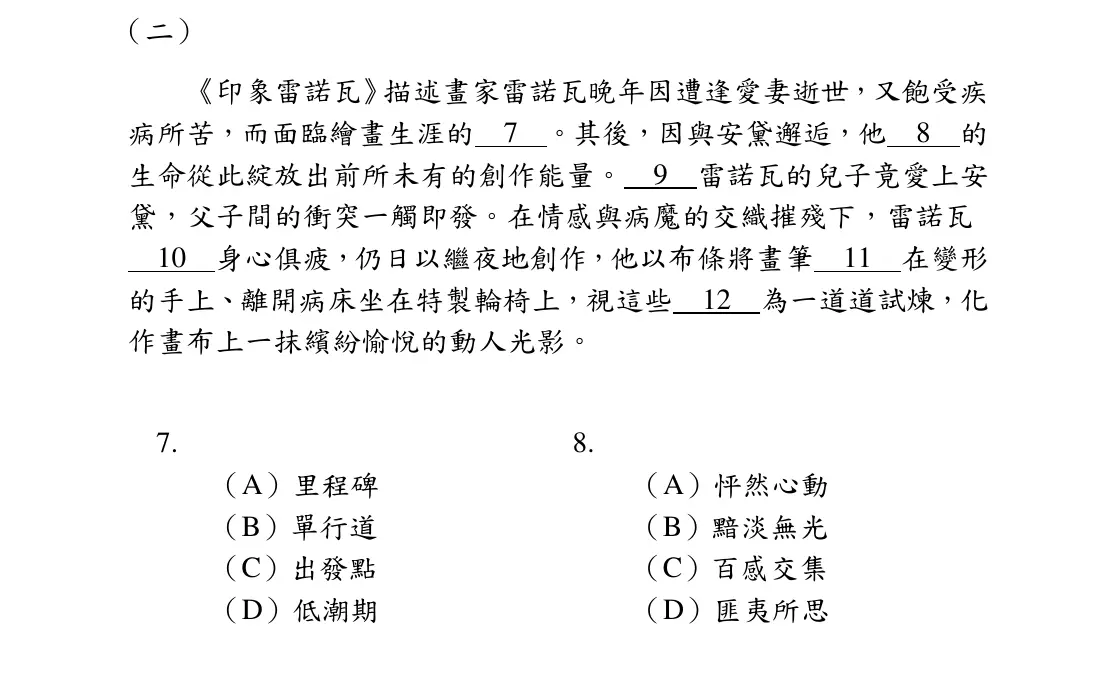 （二）
《印象雷諾瓦》描述畫家雷諾瓦晚年因遭逢愛妻逝世，又飽受疾
病所苦，而面臨繪畫生涯的 7 。其後，因與安黛邂逅，他 8 的
生命從此綻放出前所未有的創作能量。 9 雷諾瓦的兒子竟愛上安
黛，父子間的衝突一觸即發。在情感與病魔的交織摧殘下，雷諾瓦
10 身心俱疲，仍日以繼夜地創作，他以布條將畫筆 11 在變形
的手上、離開病床坐在特製輪椅上，視這些 12 為一道道試煉，化
作畫布上一抹繽紛愉悅的動人光影。
7. 8.
（A）里程碑 （A）怦然心動
（B）單行道 （B）黯淡無光
（C）出發點 （C）百感交集
（D）低潮期 （D）匪夷所思